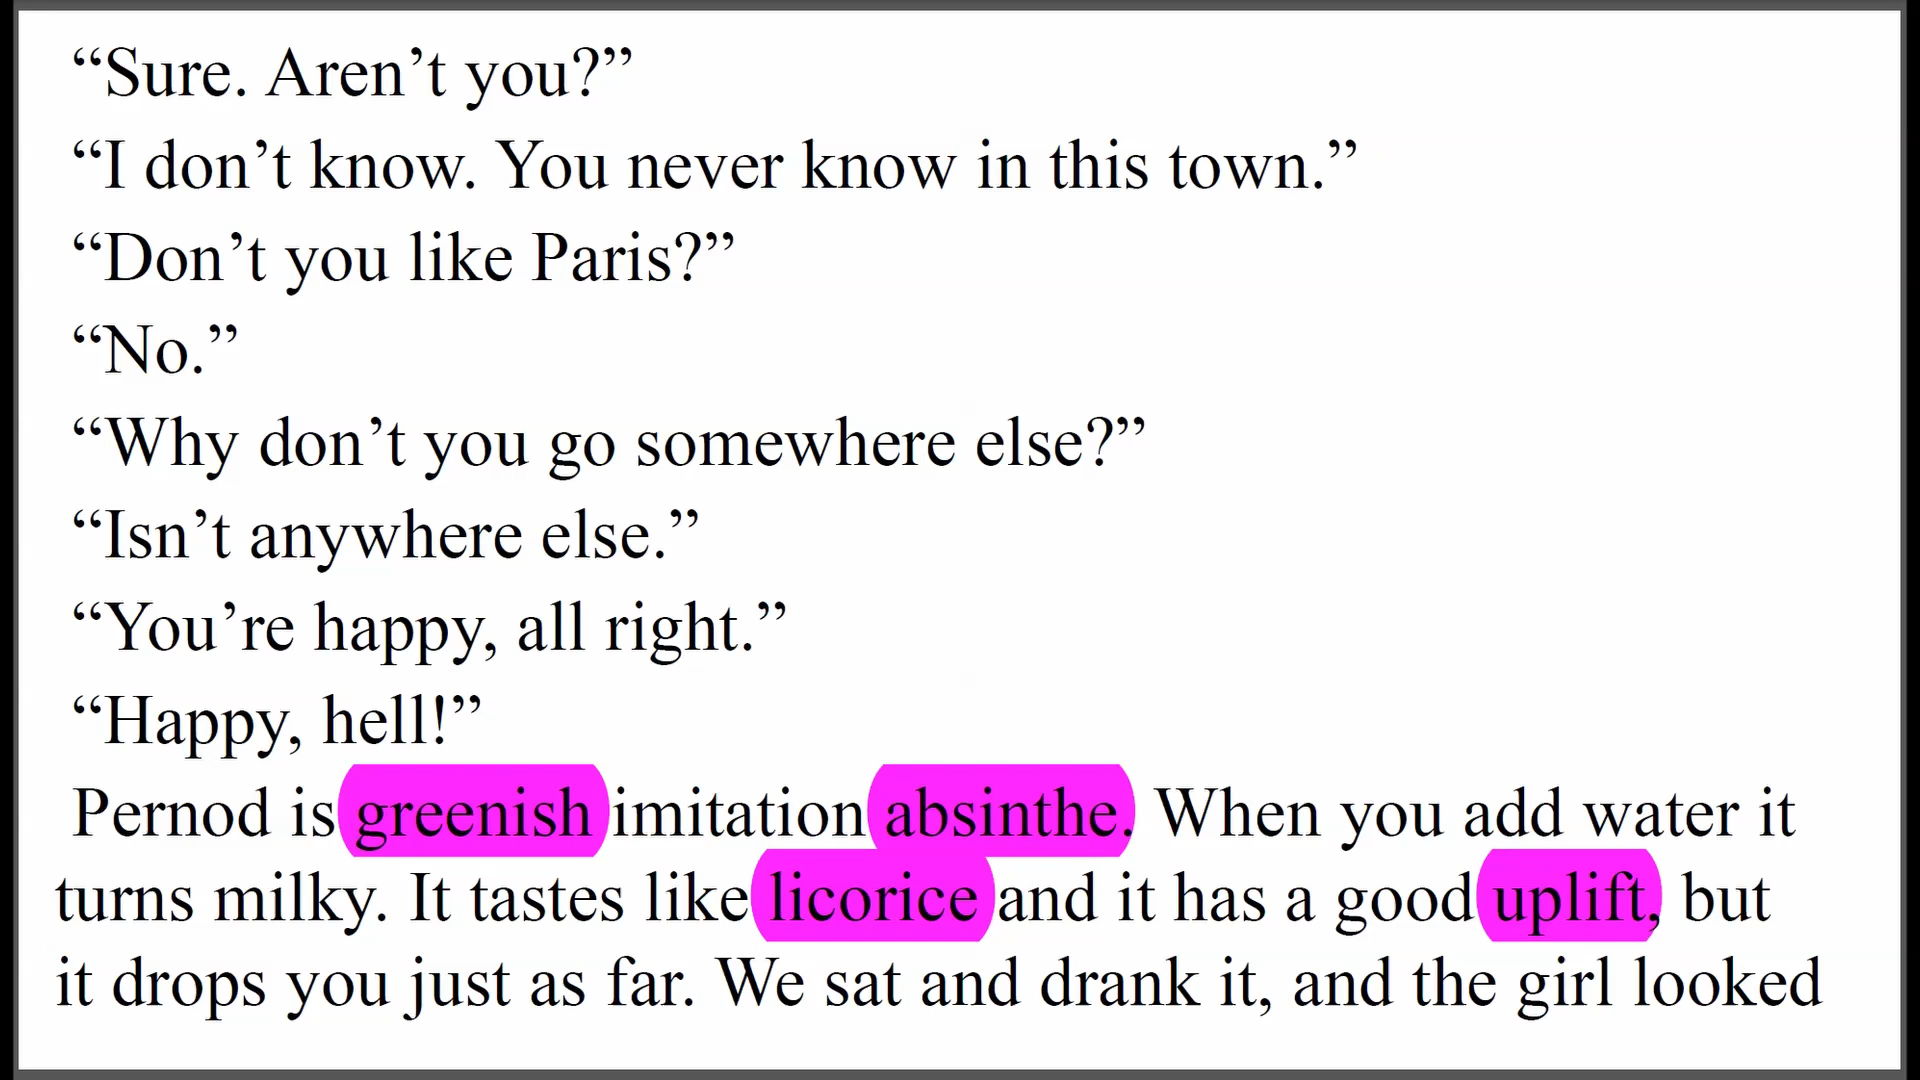 “Sure. Aren’t you?”
“I don’t know. You never know in this town.”
“Don’t you like Paris?”
“No.”
“Why don’t you go somewhere else?”
“Isn’t anywhere else.”
“You’re happy, all right.”
“Happy, hell!”
Pernod is greenish imitation absinthe. When you add water it
turns milky. It tastes like licorice and it has a good uplift, but
it drops you just as far. We sat and drank it, and the girl looked